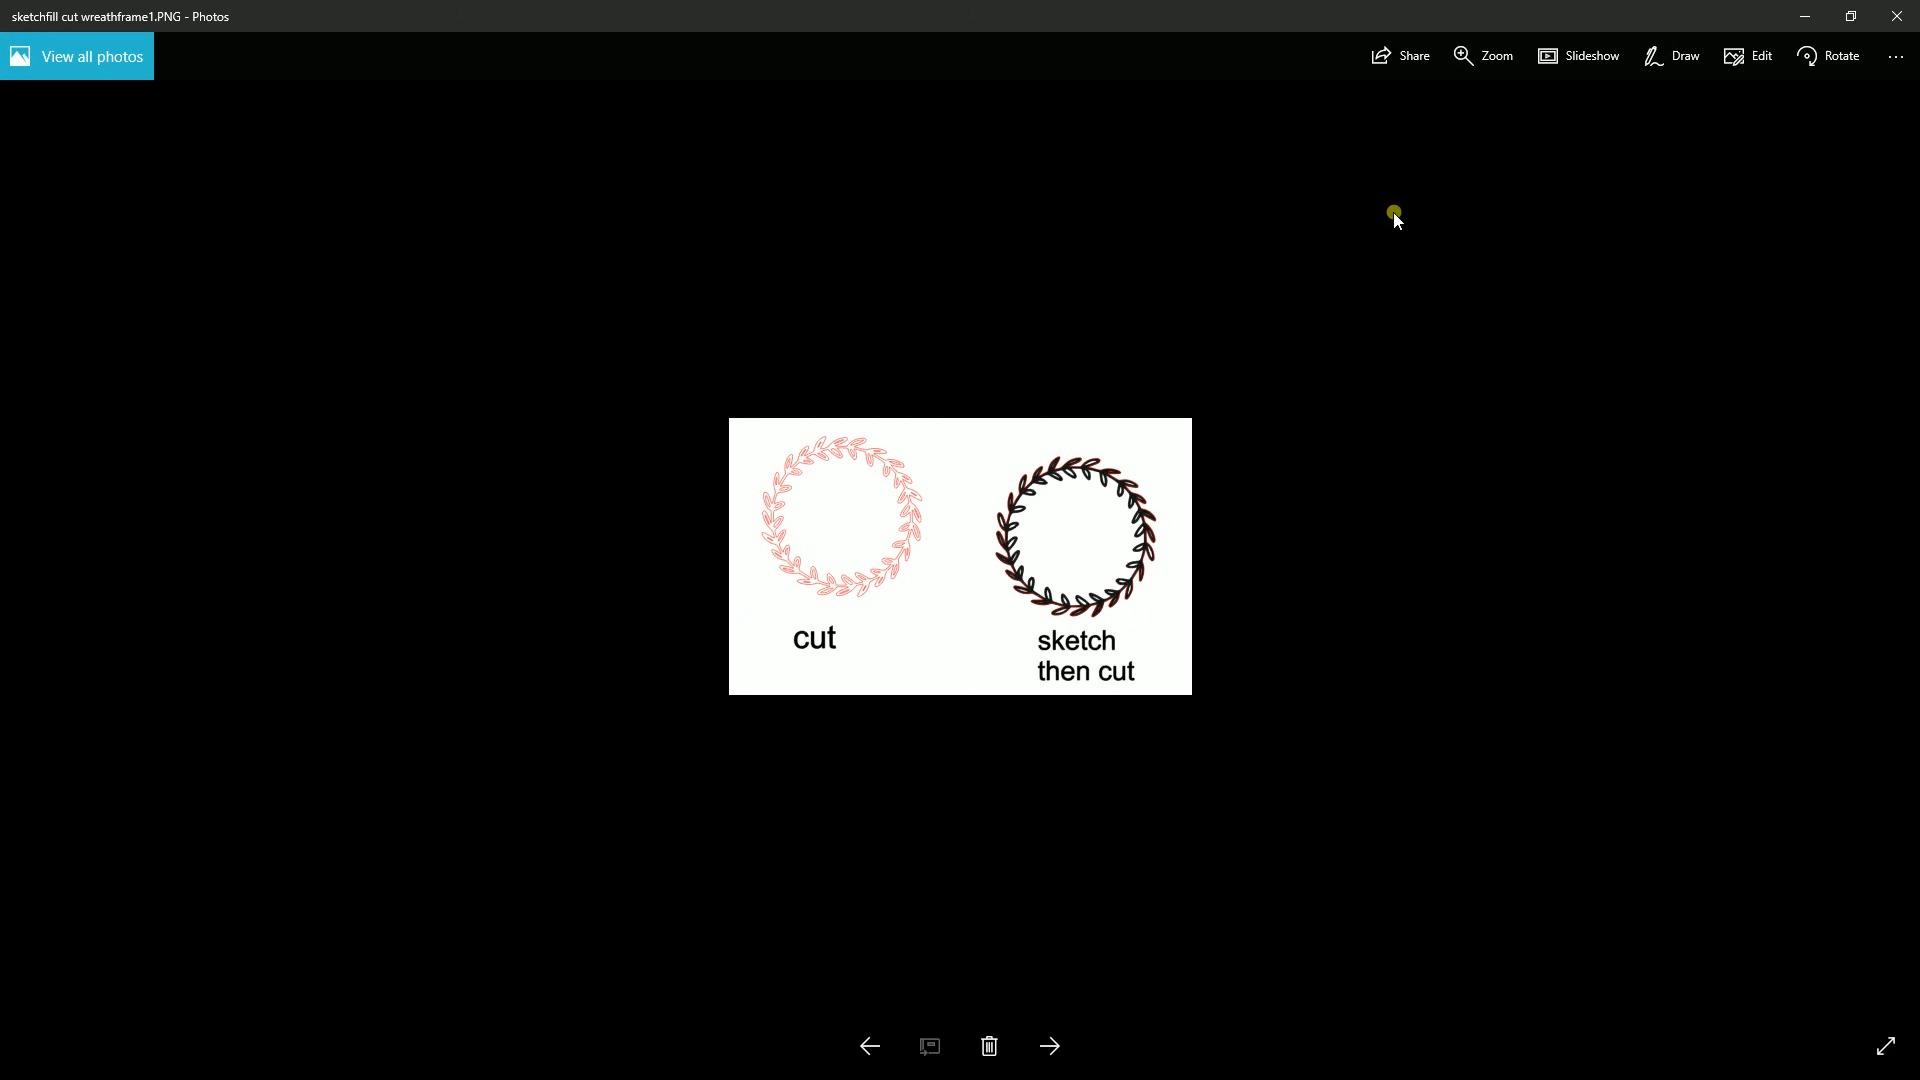 sketchfill cut wreathframe1.PNG - Photos
View all photos
Share
Zoom
Slideshow
Draw
Edit
Rotate
cut
sketch
then cut